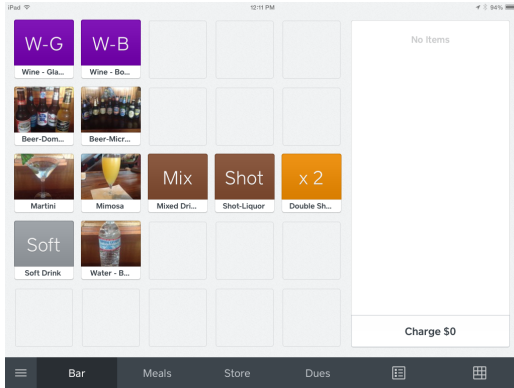 iPad
12:11 PM
94%
W-G
W-B
Wine - Gla...
Wine - Bo...
No Items
Beer-Dom...
Beer-Micr...
Mix
Shot
x 2
Martini
Mimosa
Mixed Dri...
Shot-Liquor
Double Sh...
Soft
Soft Drink
Water - B...
Charge $0
Bar
Meals
Store
Dues